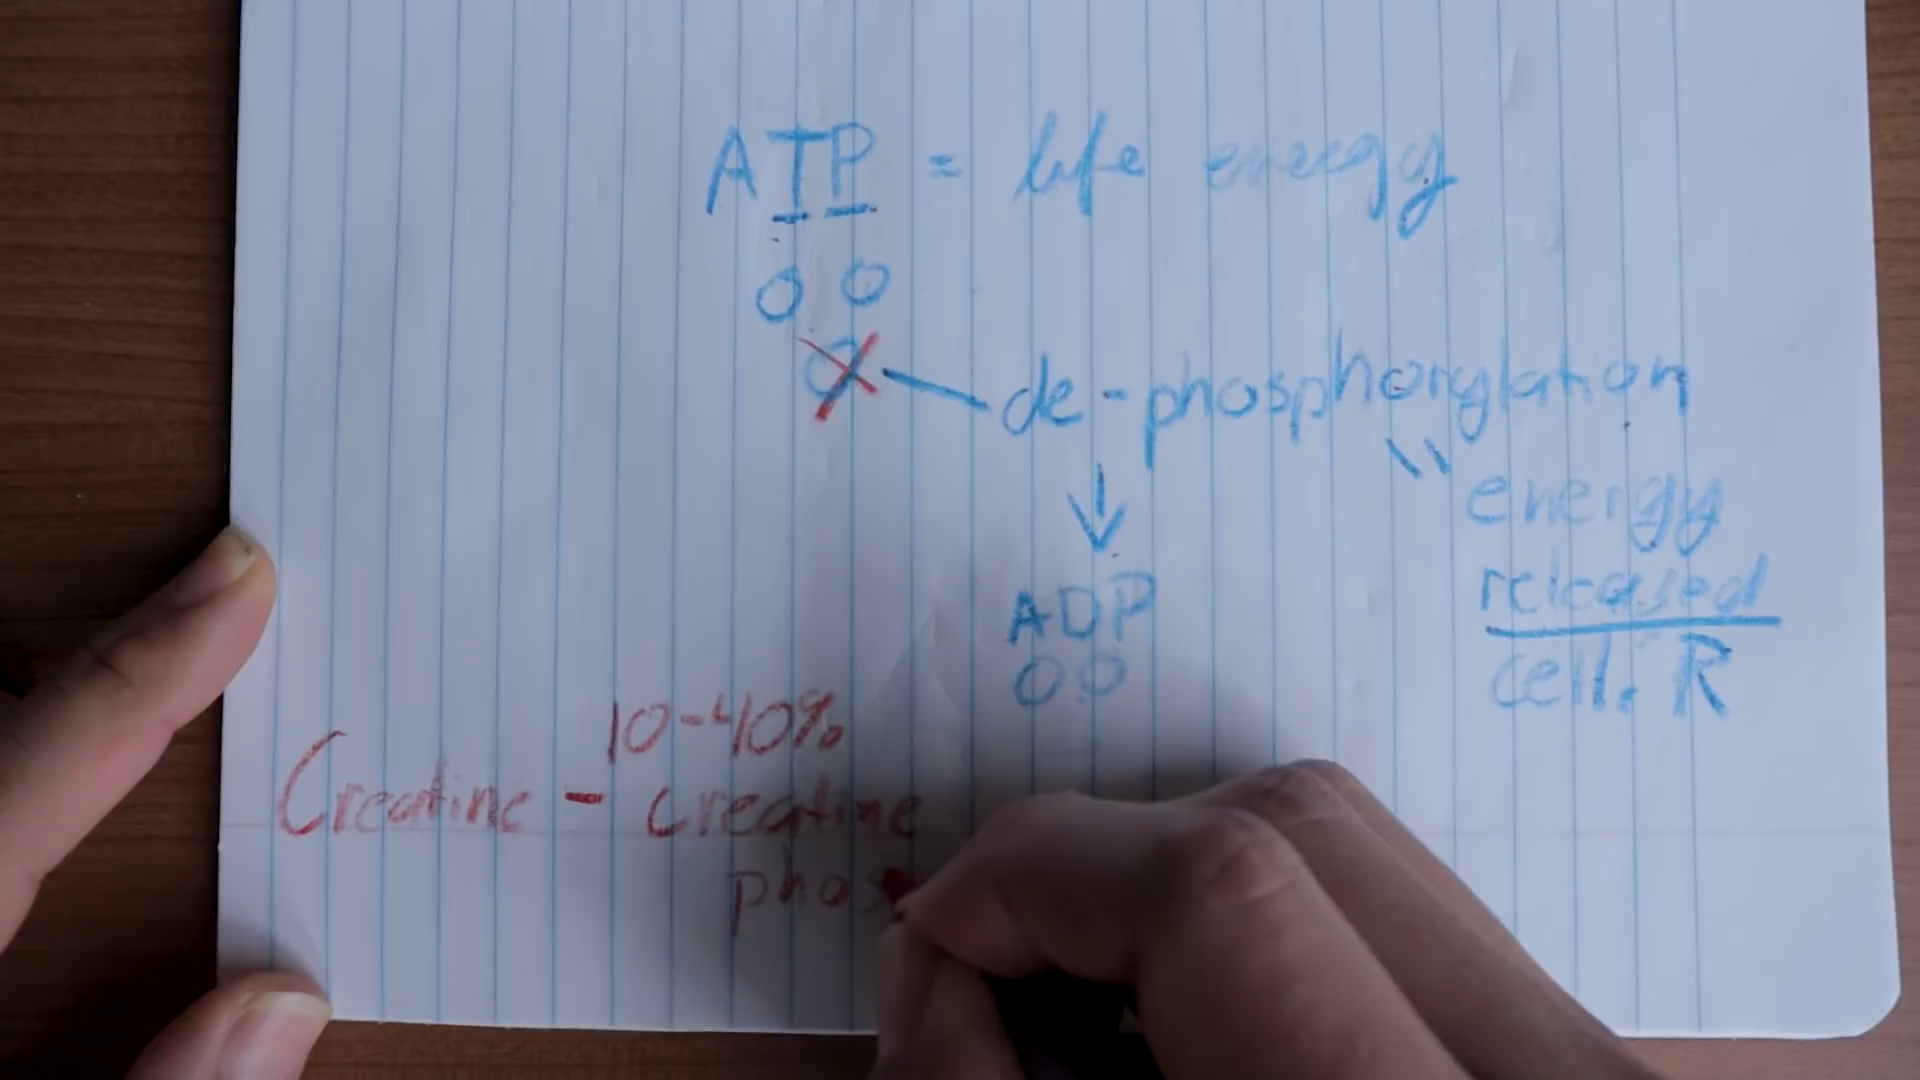 ATP = life energy
O O
O
de-phosphorylation
energy
released
cell. R
ADP
O O
10-40%
Creatine - creatine
phos